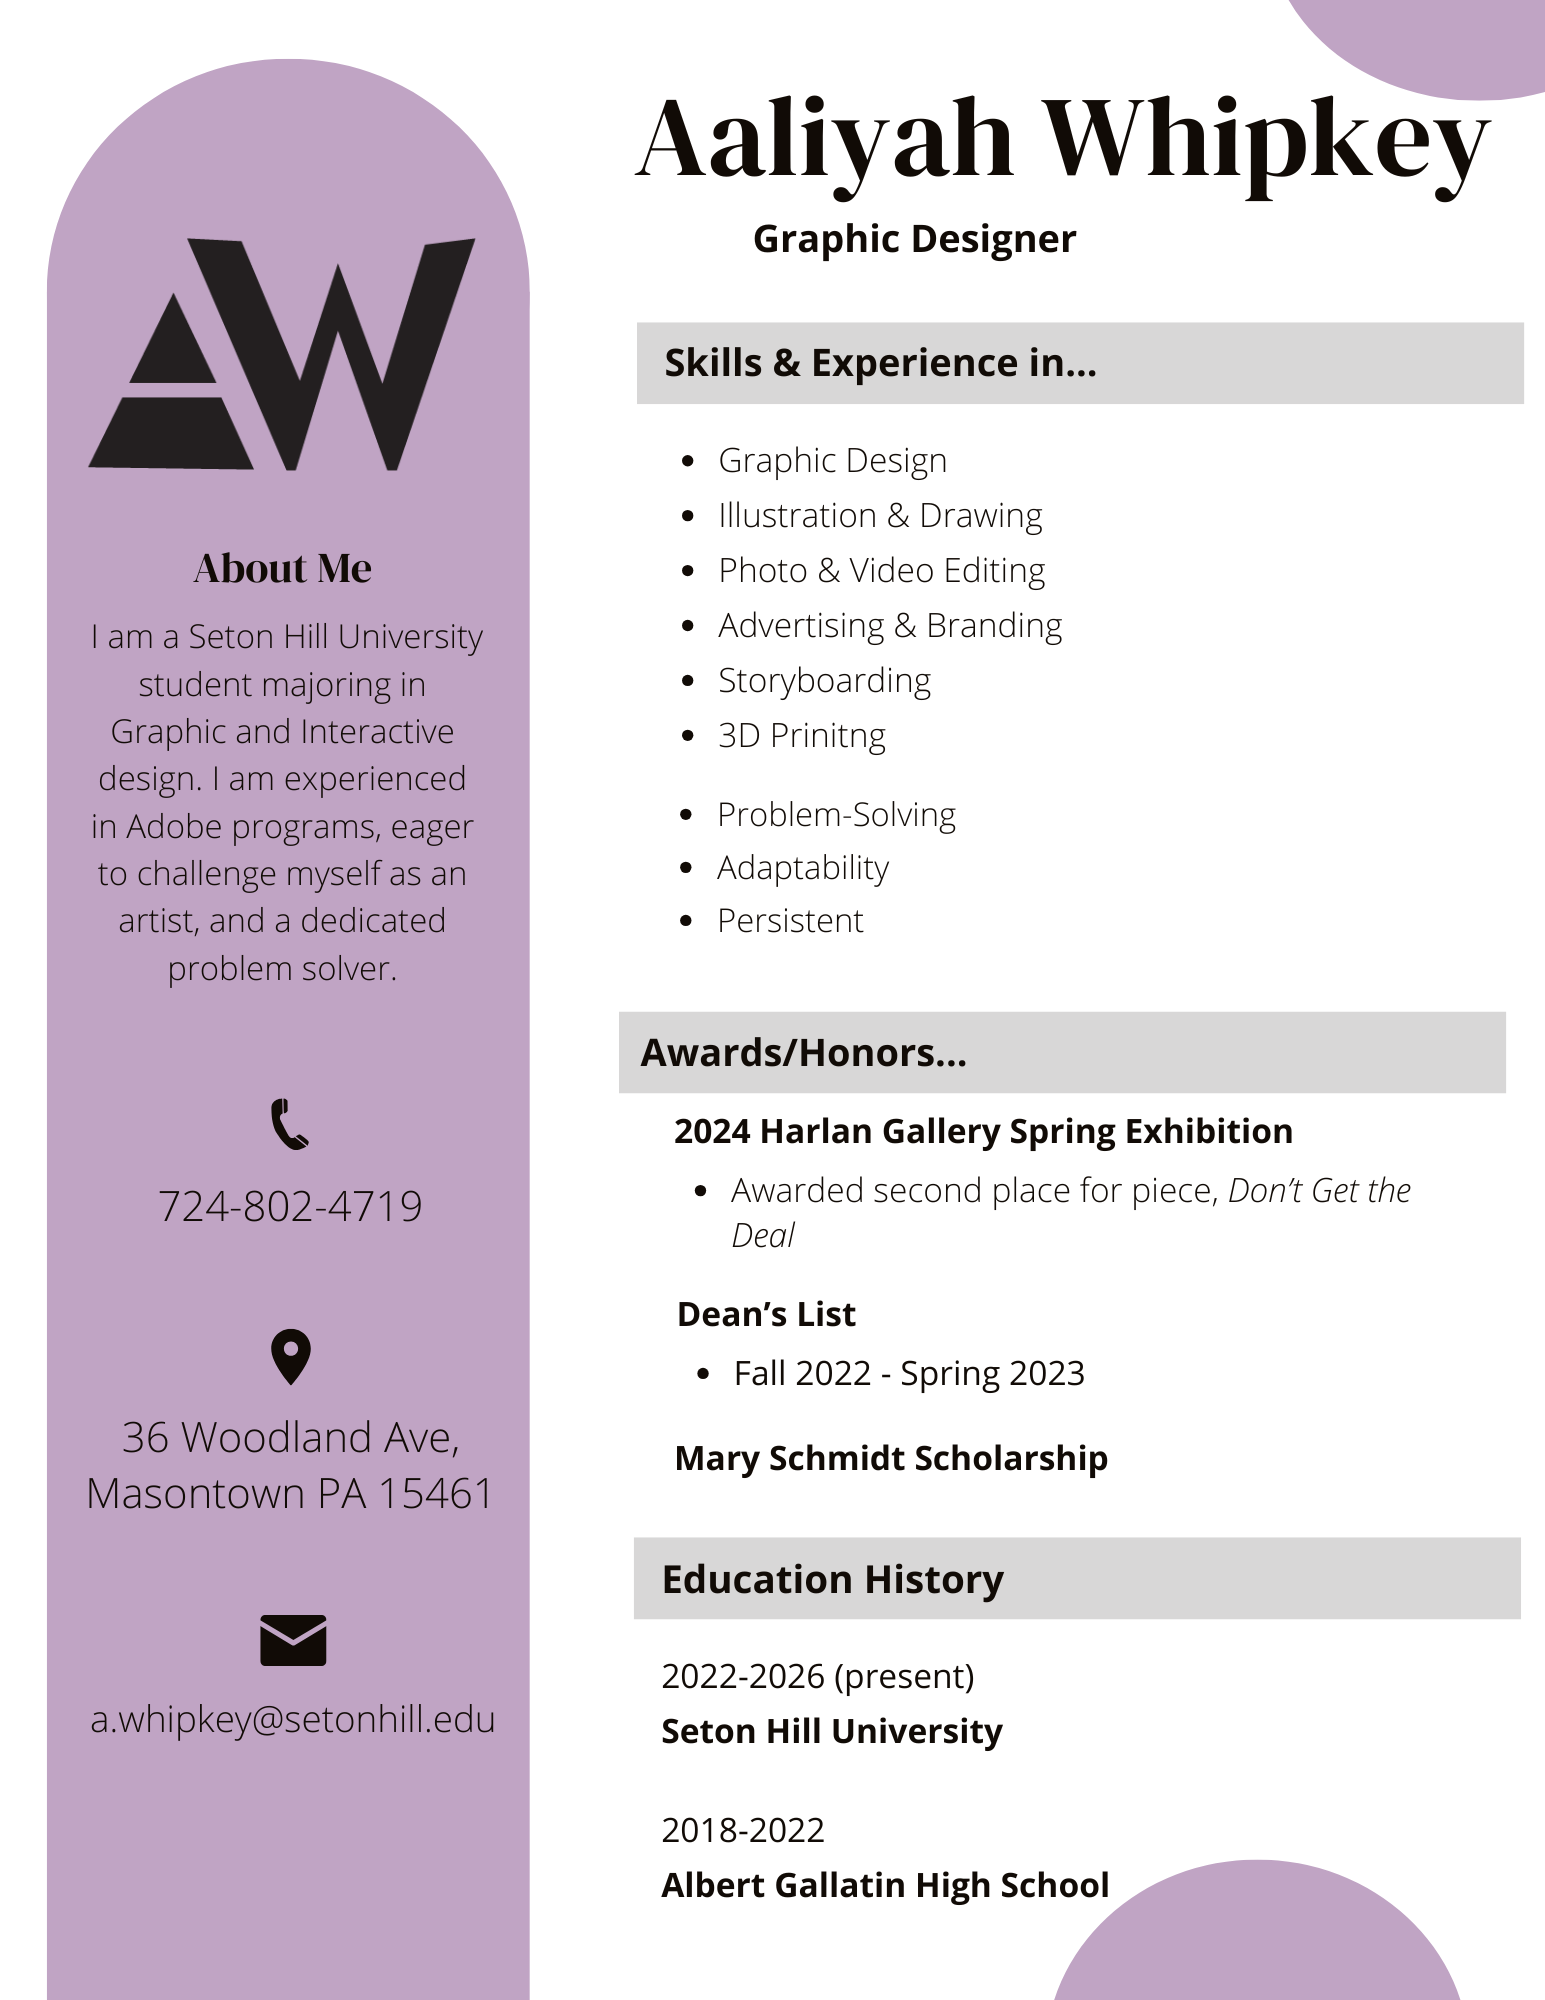 AW
About Me
I am a Seton Hill University
student majoring in
Graphic and Interactive
design. I am experienced
in Adobe programs, eager
to challenge myself as an
artist, and a dedicated
problem solver.
724-802-4719
36 Woodland Ave,
Masontown PA 15461
a.whipkey@setonhill.edu
Aaliyah Whipkey
Graphic Designer
Skills & Experience in...
• Graphic Design
• Illustration & Drawing
• Photo & Video Editing
• Advertising & Branding
• Storyboarding
• 3D Prinitng
• Problem-Solving
• Adaptability
• Persistent
Awards/Honors...
2024 Harlan Gallery Spring Exhibition
• Awarded second place for piece, Don’t Get the
Deal
Dean’s List
• Fall 2022 - Spring 2023
Mary Schmidt Scholarship
Education History
2022-2026 (present)
Seton Hill University
2018-2022
Albert Gallatin High School